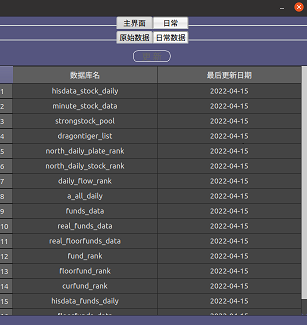 主界面 日常
原始数据 日常数据
数据库名 最后更新日期
1 hisdata_stock_daily 2022-04-15
2 minute_stock_data 2022-04-15
3 strongstock_pool 2022-04-15
4 dragontiger_list 2022-04-15
5 north_daily_plate_rank 2022-04-15
6 north_daily_stock_rank 2022-04-15
7 daily_flow_rank 2022-04-15
8 a_all_daily 2022-04-15
9 funds_data 2022-04-15
10 real_funds_data 2022-04-15
11 real_floorfunds_data 2022-04-15
12 fund_rank 2022-04-15
13 floorfund_rank 2022-04-15
14 curfund_rank 2022-04-15
15 hisdata_funds_daily 2022-04-15